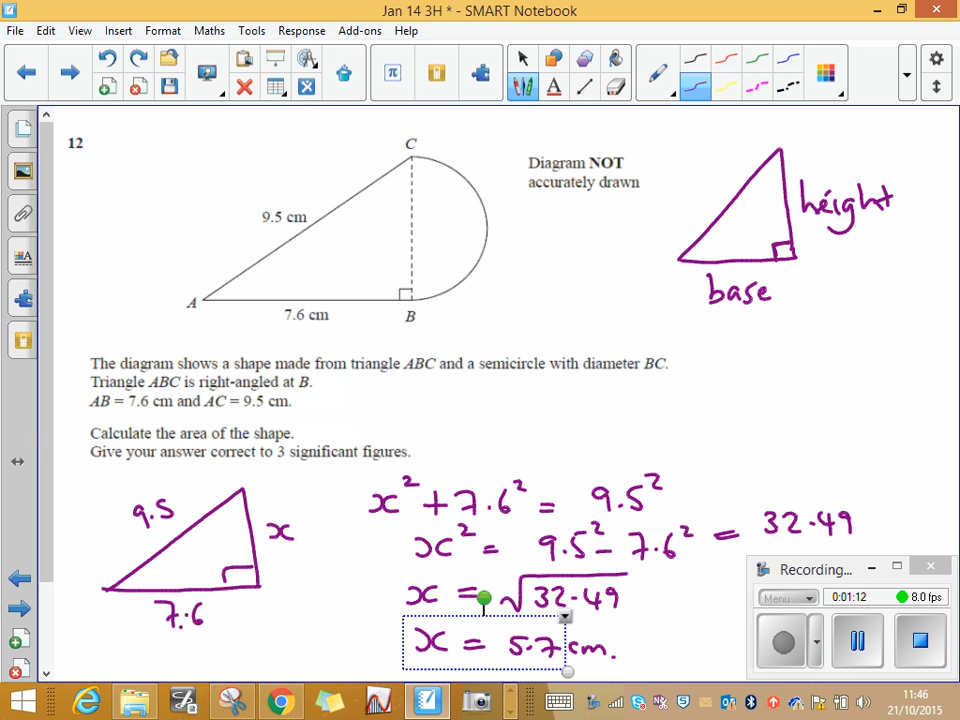 Jan 14 3H * - SMART Notebook
File Edit View Insert Format Maths Tools Response Add-ons Help
π
A
12
C
Diagram NOT
accurately drawn
9.5 cm
A
7.6 cm
B
height
base
The diagram shows a shape made from triangle ABC and a semicircle with diameter BC.
Triangle ABC is right-angled at B.
AB = 7.6 cm and AC = 9.5 cm.
Calculate the area of the shape.
Give your answer correct to 3 significant figures.
9.5
x
7.6
x² + 7.6² = 9.5²
x² = 9.5² - 7.6² = 32.49
x = √32.49
x = 5.7 cm.
Recording...
Menu
0:01:12
8.0 fps
11:46
21/10/2015